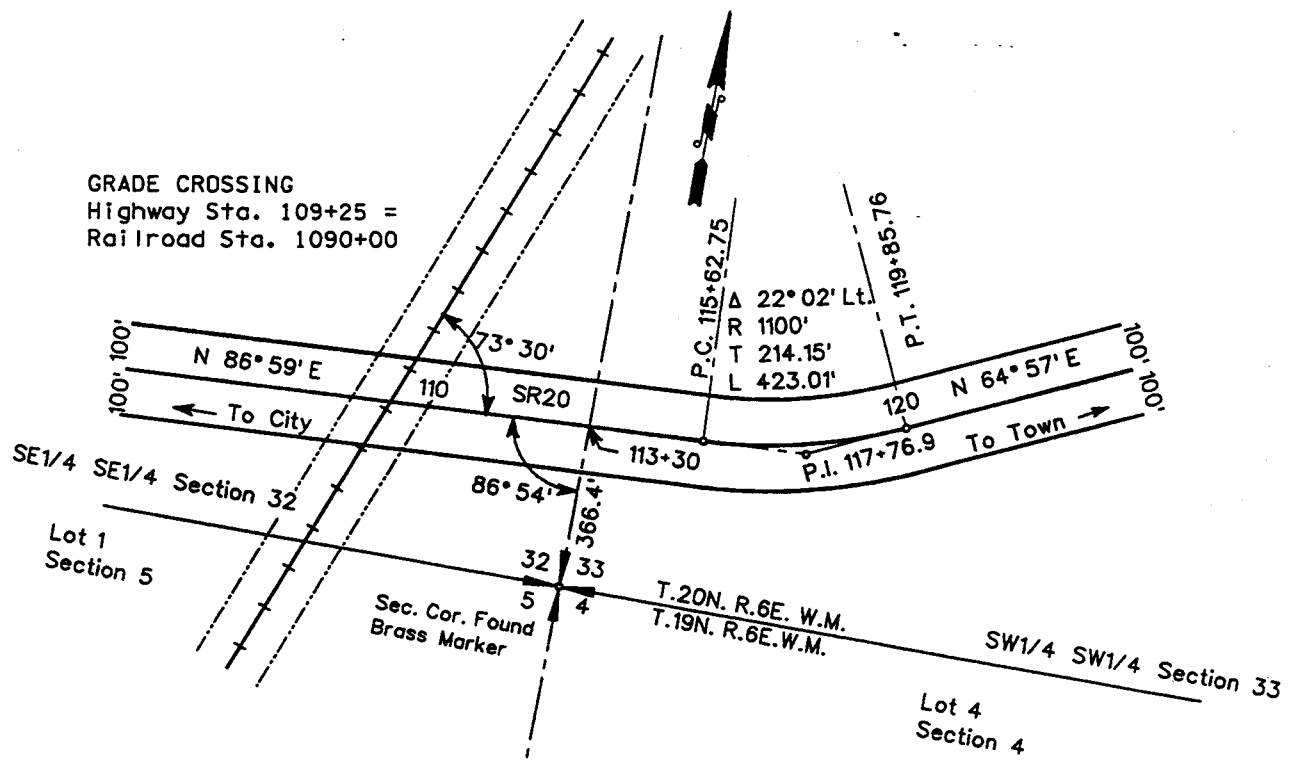 GRADE CROSSING
Highway Sta. 109+25 =
Railroad Sta. 1090+00
P.C. 115+62.75
P.T. 119+85.76
Δ 22°02' Lt.
R 1100'
T 214.15'
L 423.01'
100' 100'
N 86°59' E
73°30'
110
SR20
120
N 64°57' E
100' 100'
← To City
113+30
P.I. 117+76.9
To Town →
SE1/4 SE1/4 Section 32
86°54'
366.4'
Lot 1
Section 5
32 33
5 4
Sec. Cor. Found
Brass Marker
T.20N. R.6E. W.M.
T.19N. R.6E.W.M.
SW1/4 SW1/4 Section 33
Lot 4
Section 4